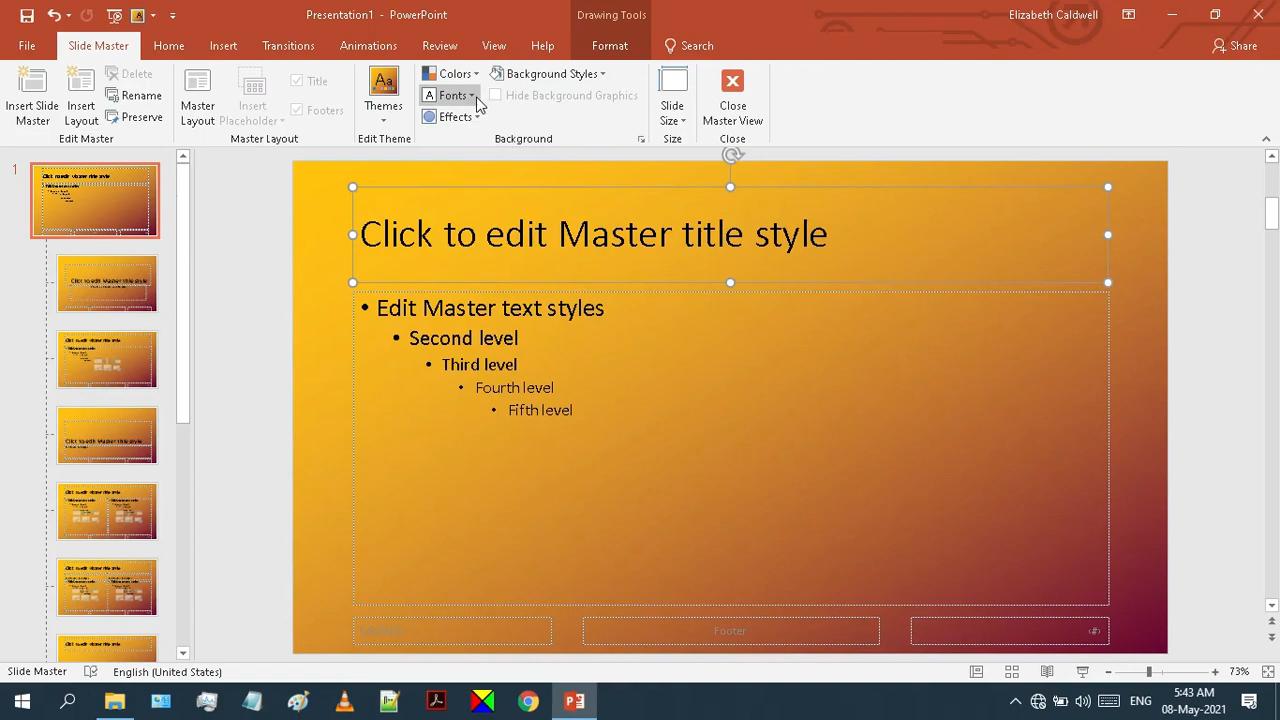 Presentation1 - PowerPoint
Drawing Tools
Elizabeth Caldwell
File
Slide Master
Home
Insert
Transitions
Animations
Review
View
Help
Format
Search
Share
Insert Slide Master
Insert Layout
Delete
Rename
Preserve
Edit Master
Master Layout
Insert Placeholder
Title
Footers
Master Layout
Themes
Edit Theme
Colors
Fonts
Effects
Background Styles
Hide Background Graphics
Background
Slide Size
Size
Close Master View
Close
1
Click to edit Master title style
• Edit Master text styles
• Second level
• Third level
• Fourth level
• Fifth level
Footer
‹#›
Slide Master
English (United States)
73%
ENG
5:43 AM
08-May-2021